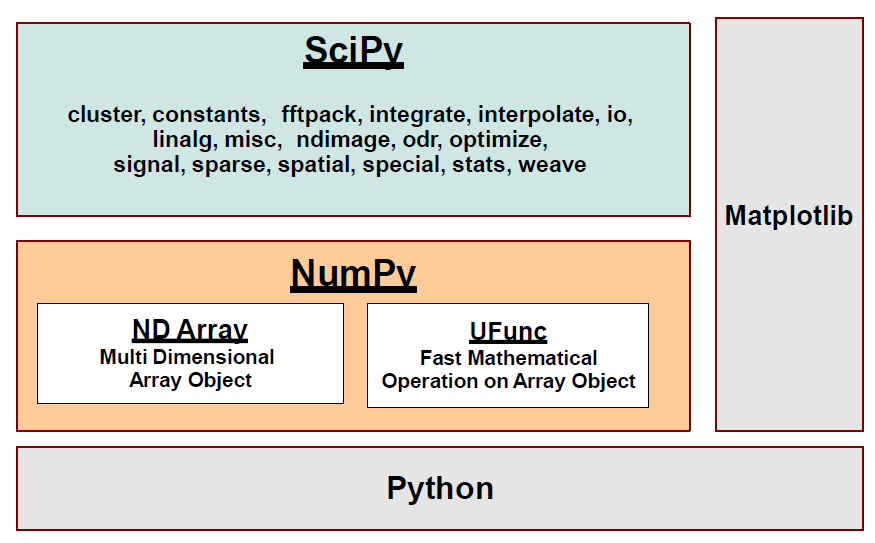 SciPy
cluster, constants, fftpack, integrate, interpolate, io,
linalg, misc, ndimage, odr, optimize,
signal, sparse, spatial, special, stats, weave
Matplotlib
NumPy
ND Array
Multi Dimensional
Array Object
UFunc
Fast Mathematical
Operation on Array Object
Python